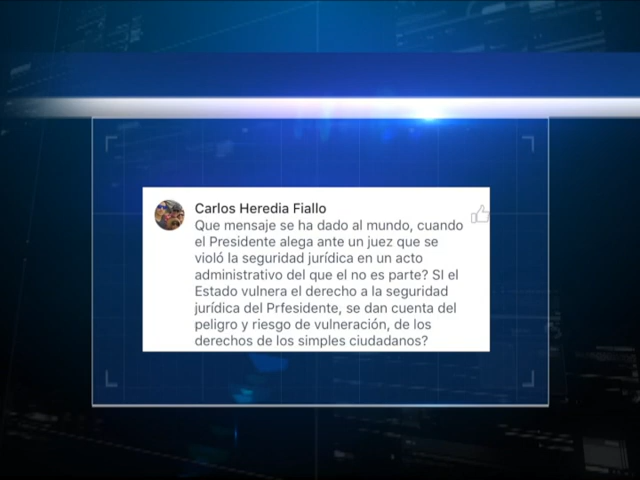 Carlos Heredia Fiallo
Que mensaje se ha dado al mundo, cuando
el Presidente alega ante un juez que se
violó la seguridad jurídica en un acto
administrativo del que el no es parte? SI el
Estado vulnera el derecho a la seguridad
jurídica del Prfesidente, se dan cuenta del
peligro y riesgo de vulneración, de los
derechos de los simples ciudadanos?